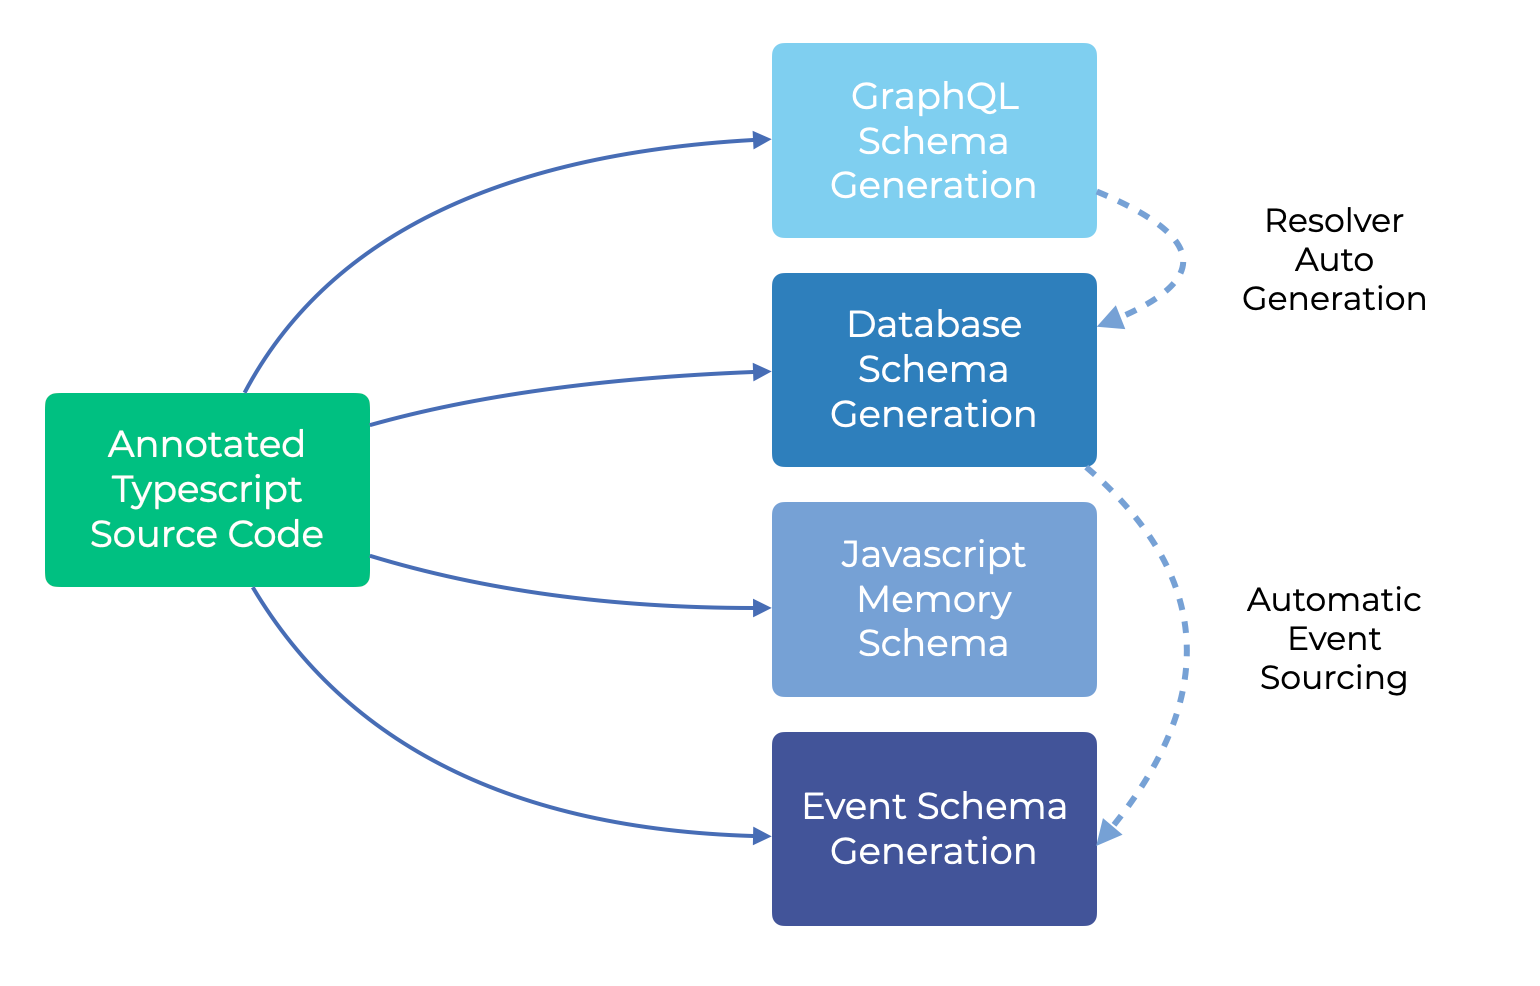 GraphQL
Schema
Generation
Resolver
Auto
Generation
Database
Schema
Generation
Annotated
Typescript
Source Code
Javascript
Memory
Schema
Automatic
Event
Sourcing
Event Schema
Generation